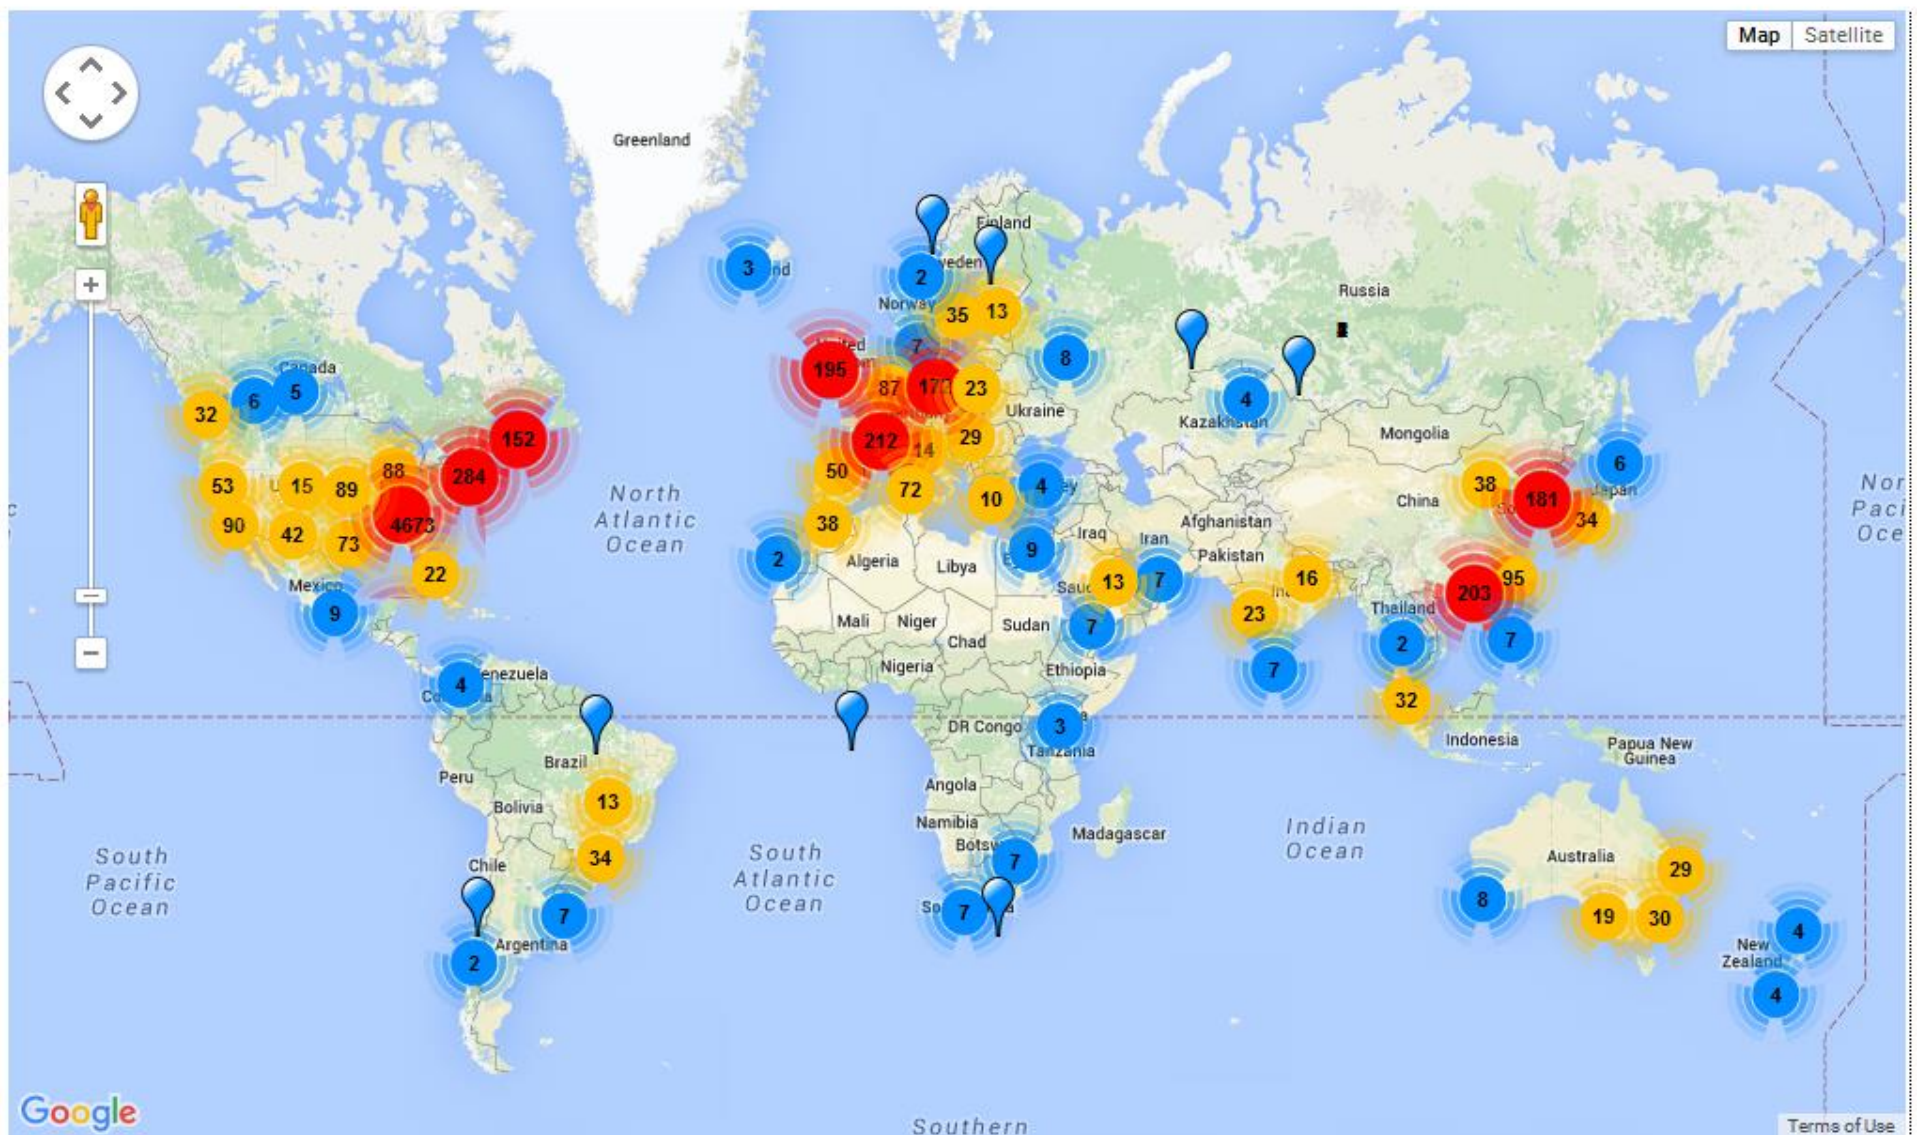 Map
Satellite
Greenland
Finland
3
2
Norway
Russia
35
13
7
8
195
87
23
Canada
6
5
32
4
Ukraine
Kazakhstan
Mongolia
152
212
14
29
88
284
50
6
Japan
53
15
89
72
10
4
38
181
China
North
Atlantic
Ocean
90
42
4673
73
38
34
Afghanistan
Iraq
Iran
9
2
Algeria
Libya
Pakistan
22
13
7
16
95
Mexico
9
203
Thailand
Mali
Niger
Sudan
Chad
23
7
2
7
Nigeria
Ethiopia
7
4
32
DR Congo
3
Tanzania
Indonesia
Papua New
Guinea
Brazil
Peru
Angola
13
Bolivia
Namibia
Madagascar
Indian
Ocean
South
Pacific
Ocean
South
Atlantic
Ocean
Chile
34
7
Australia
29
8
19
30
7
7
Argentina
2
4
New
Zealand
4
Google
Southern
Terms of Use